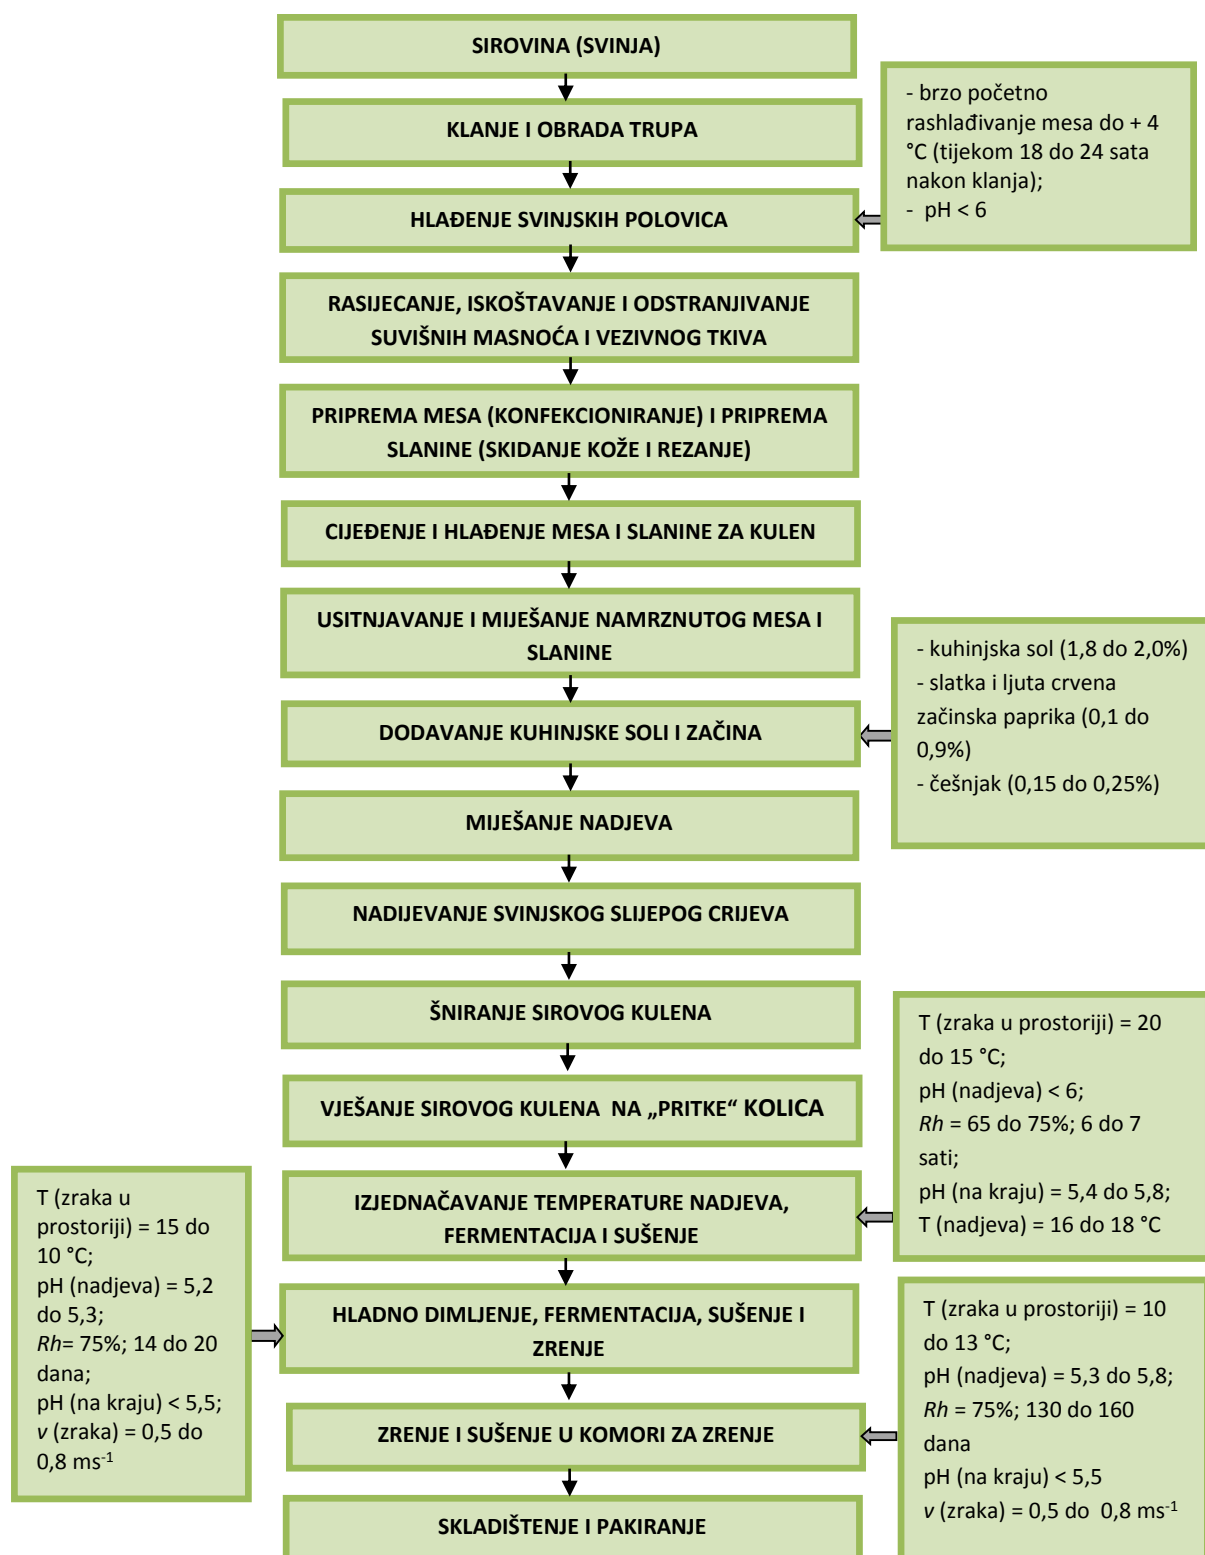 SIROVINA (SVINJA)
KLANJE I OBRADA TRUPA
- brzo početno
rashlađivanje mesa do + 4
°C (tijekom 18 do 24 sata
nakon klanja);
- pH < 6
HLAĐENJE SVINJSKIH POLOVICA
RASIJECANJE, ISKOŠTAVANJE I ODSTRANJIVANJE
SUVIŠNIH MASNOĆA I VEZIVNOG TKIVA
PRIPREMA MESA (KONFEKCIONIRANJE) I PRIPREMA
SLANINE (SKIDANJE KOŽE I REZANJE)
CIJEĐENJE I HLAĐENJE MESA I SLANINE ZA KULEN
USITNJAVANJE I MIJEŠANJE NAMRZNUTOG MESA I
SLANINE
- kuhinjska sol (1,8 do 2,0%)
- slatka i ljuta crvena
začinska paprika (0,1 do
0,9%)
- češnjak (0,15 do 0,25%)
DODAVANJE KUHINJSKE SOLI I ZAČINA
MIJEŠANJE NADJEVA
NADIJEVANJE SVINJSKOG SLIJEPOG CRIJEVA
ŠNIRANJE SIROVOG KULENA
VJEŠANJE SIROVOG KULENA NA „PRITKE“ KOLICA
T (zraka u prostoriji) = 20
do 15 °C;
pH (nadjeva) < 6;
Rh = 65 do 75%; 6 do 7
sati;
pH (na kraju) = 5,4 do 5,8;
T (nadjeva) = 16 do 18 °C
IZJEDNAČAVANJE TEMPERATURE NADJEVA,
FERMENTACIJA I SUŠENJE
T (zraka u
prostoriji) = 15 do
10 °C;
pH (nadjeva) = 5,2
do 5,3;
Rh= 75%; 14 do 20
dana;
pH (na kraju) < 5,5;
v (zraka) = 0,5 do
0,8 ms⁻¹
HLADNO DIMLJENJE, FERMENTACIJA, SUŠENJE I
ZRENJE
T (zraka u prostoriji) = 10
do 13 °C;
pH (nadjeva) = 5,3 do 5,8;
Rh = 75%; 130 do 160
dana
pH (na kraju) < 5,5
v (zraka) = 0,5 do 0,8 ms⁻¹
ZRENJE I SUŠENJE U KOMORI ZA ZRENJE
SKLADIŠTENJE I PAKIRANJE